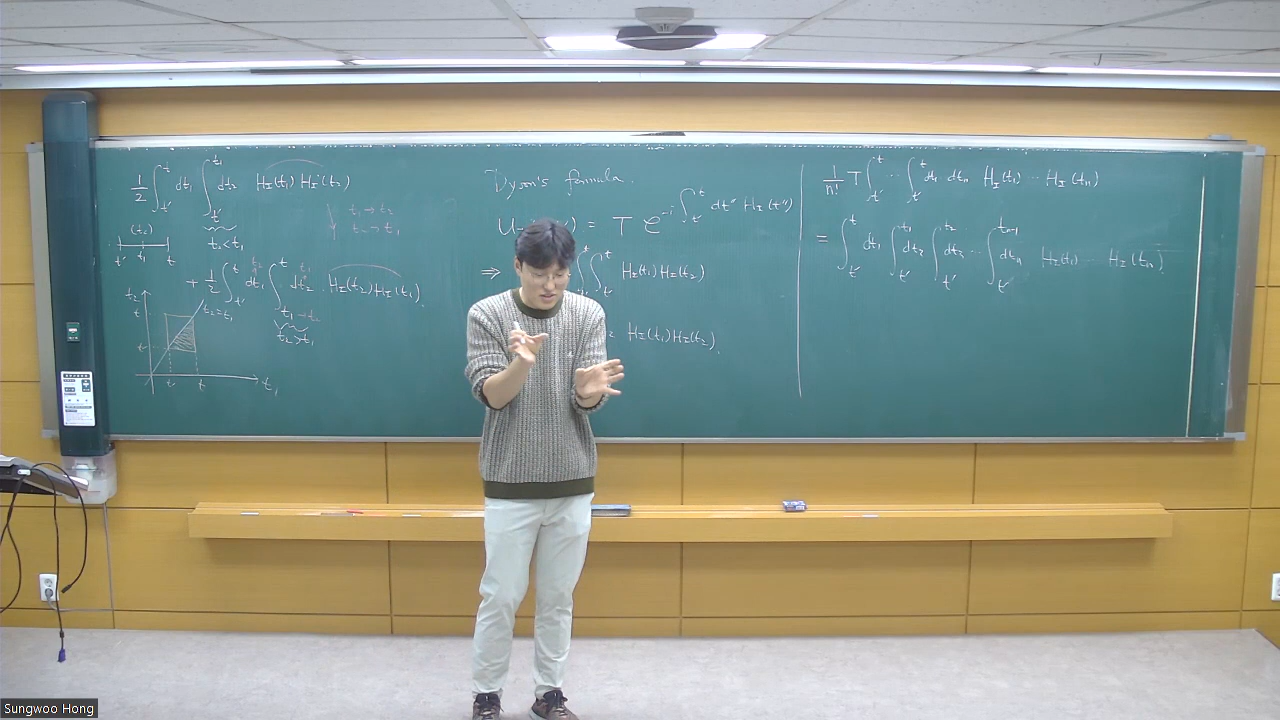 1/2 ∫_{t'}^{t} dt₁ ∫_{t'}^{t₁} dt₂ H_I(t₁) H_I(t₂)
t₂<t₁
t₁→t₂
t₂→t₁
(t₂)
t' t₁ t
+ 1/2 ∫_{t'}^{t} dt₁ ∫_{t₁}^{t} dt₂ H_I(t₂) H_I(t₁)
t₂>t₁
t₂
t
t₂=t₁
t' t t₁
Dyson's formula.
= T e^{-i ∫_{t'}^{t} dt'' H_I(t'')}
⇒ H_I(t₁) H_I(t₂)
H_I(t₁) H_I(t₂)
1/n! T ∫_{t'}^{t} ⋯ ∫_{t'}^{t} dt₁ dt_n H_I(t₁) ⋯ H_I(t_n)
= ∫_{t'}^{t} dt₁ ∫_{t'}^{t₁} dt₂ ∫_{t'}^{t₂} ⋯ ∫_{t'}^{t_{n-1}} dt_n H_I(t₁) ⋯ H_I(t_n)
Sungwoo Hong